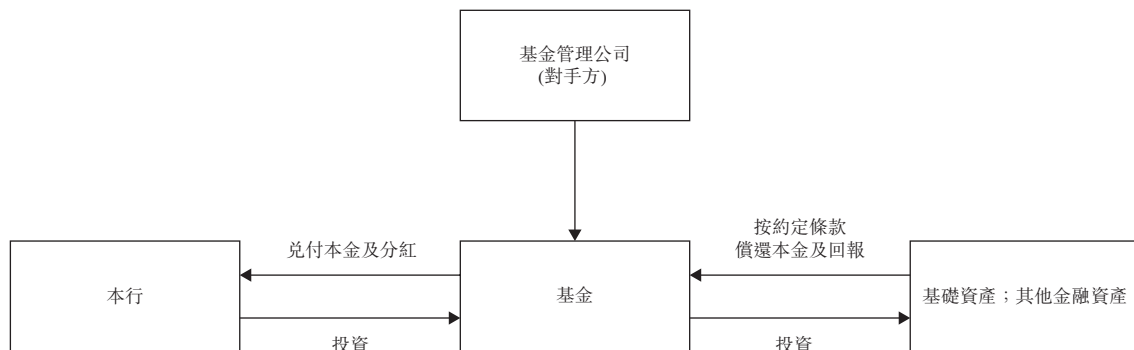 基金管理公司
(對手方)
按約定條款
兌付本金及分紅
償還本金及回報
本行
基金
基礎資產；其他金融資產
投資
投資